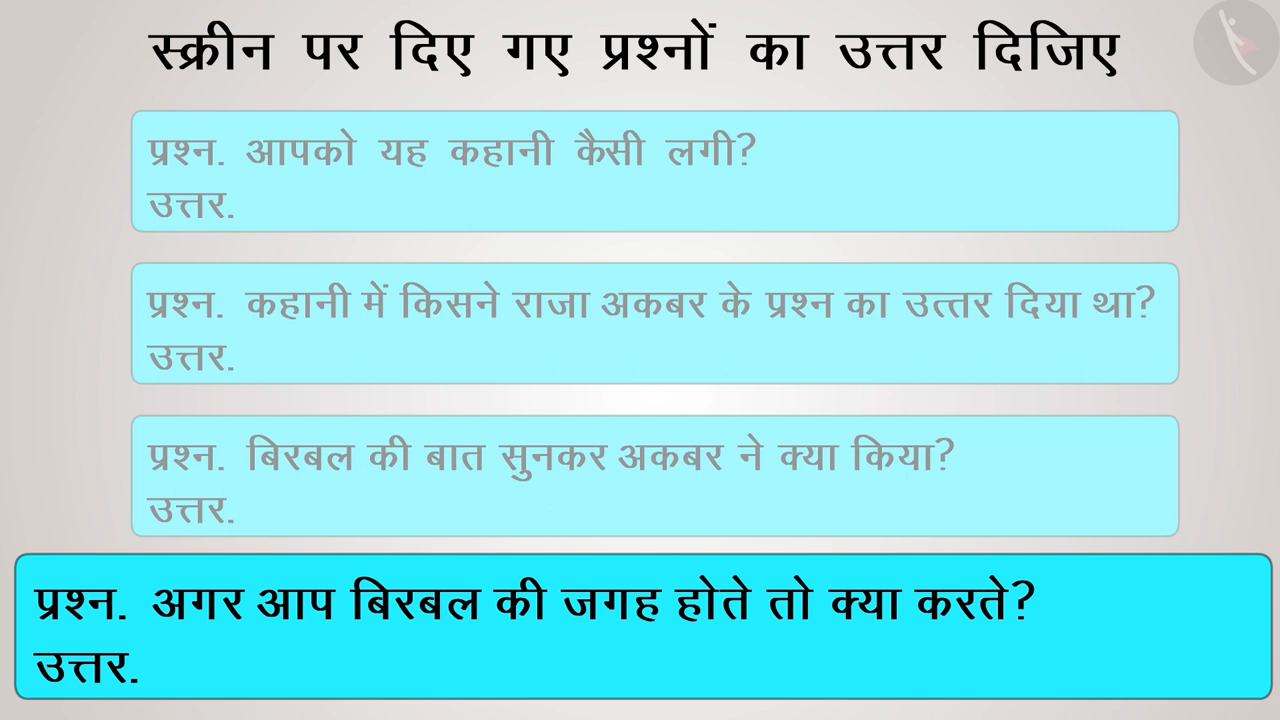 स्क्रीन पर दिए गए प्रश्नों का उत्तर दिजिए
प्रश्न. आपको यह कहानी कैसी लगी?
उत्तर.
प्रश्न. कहानी में किसने राजा अकबर के प्रश्न का उत्तर दिया था?
उत्तर.
प्रश्न. बिरबल की बात सुनकर अकबर ने क्या किया?
उत्तर.
प्रश्न. अगर आप बिरबल की जगह होते तो क्या करते?
उत्तर.